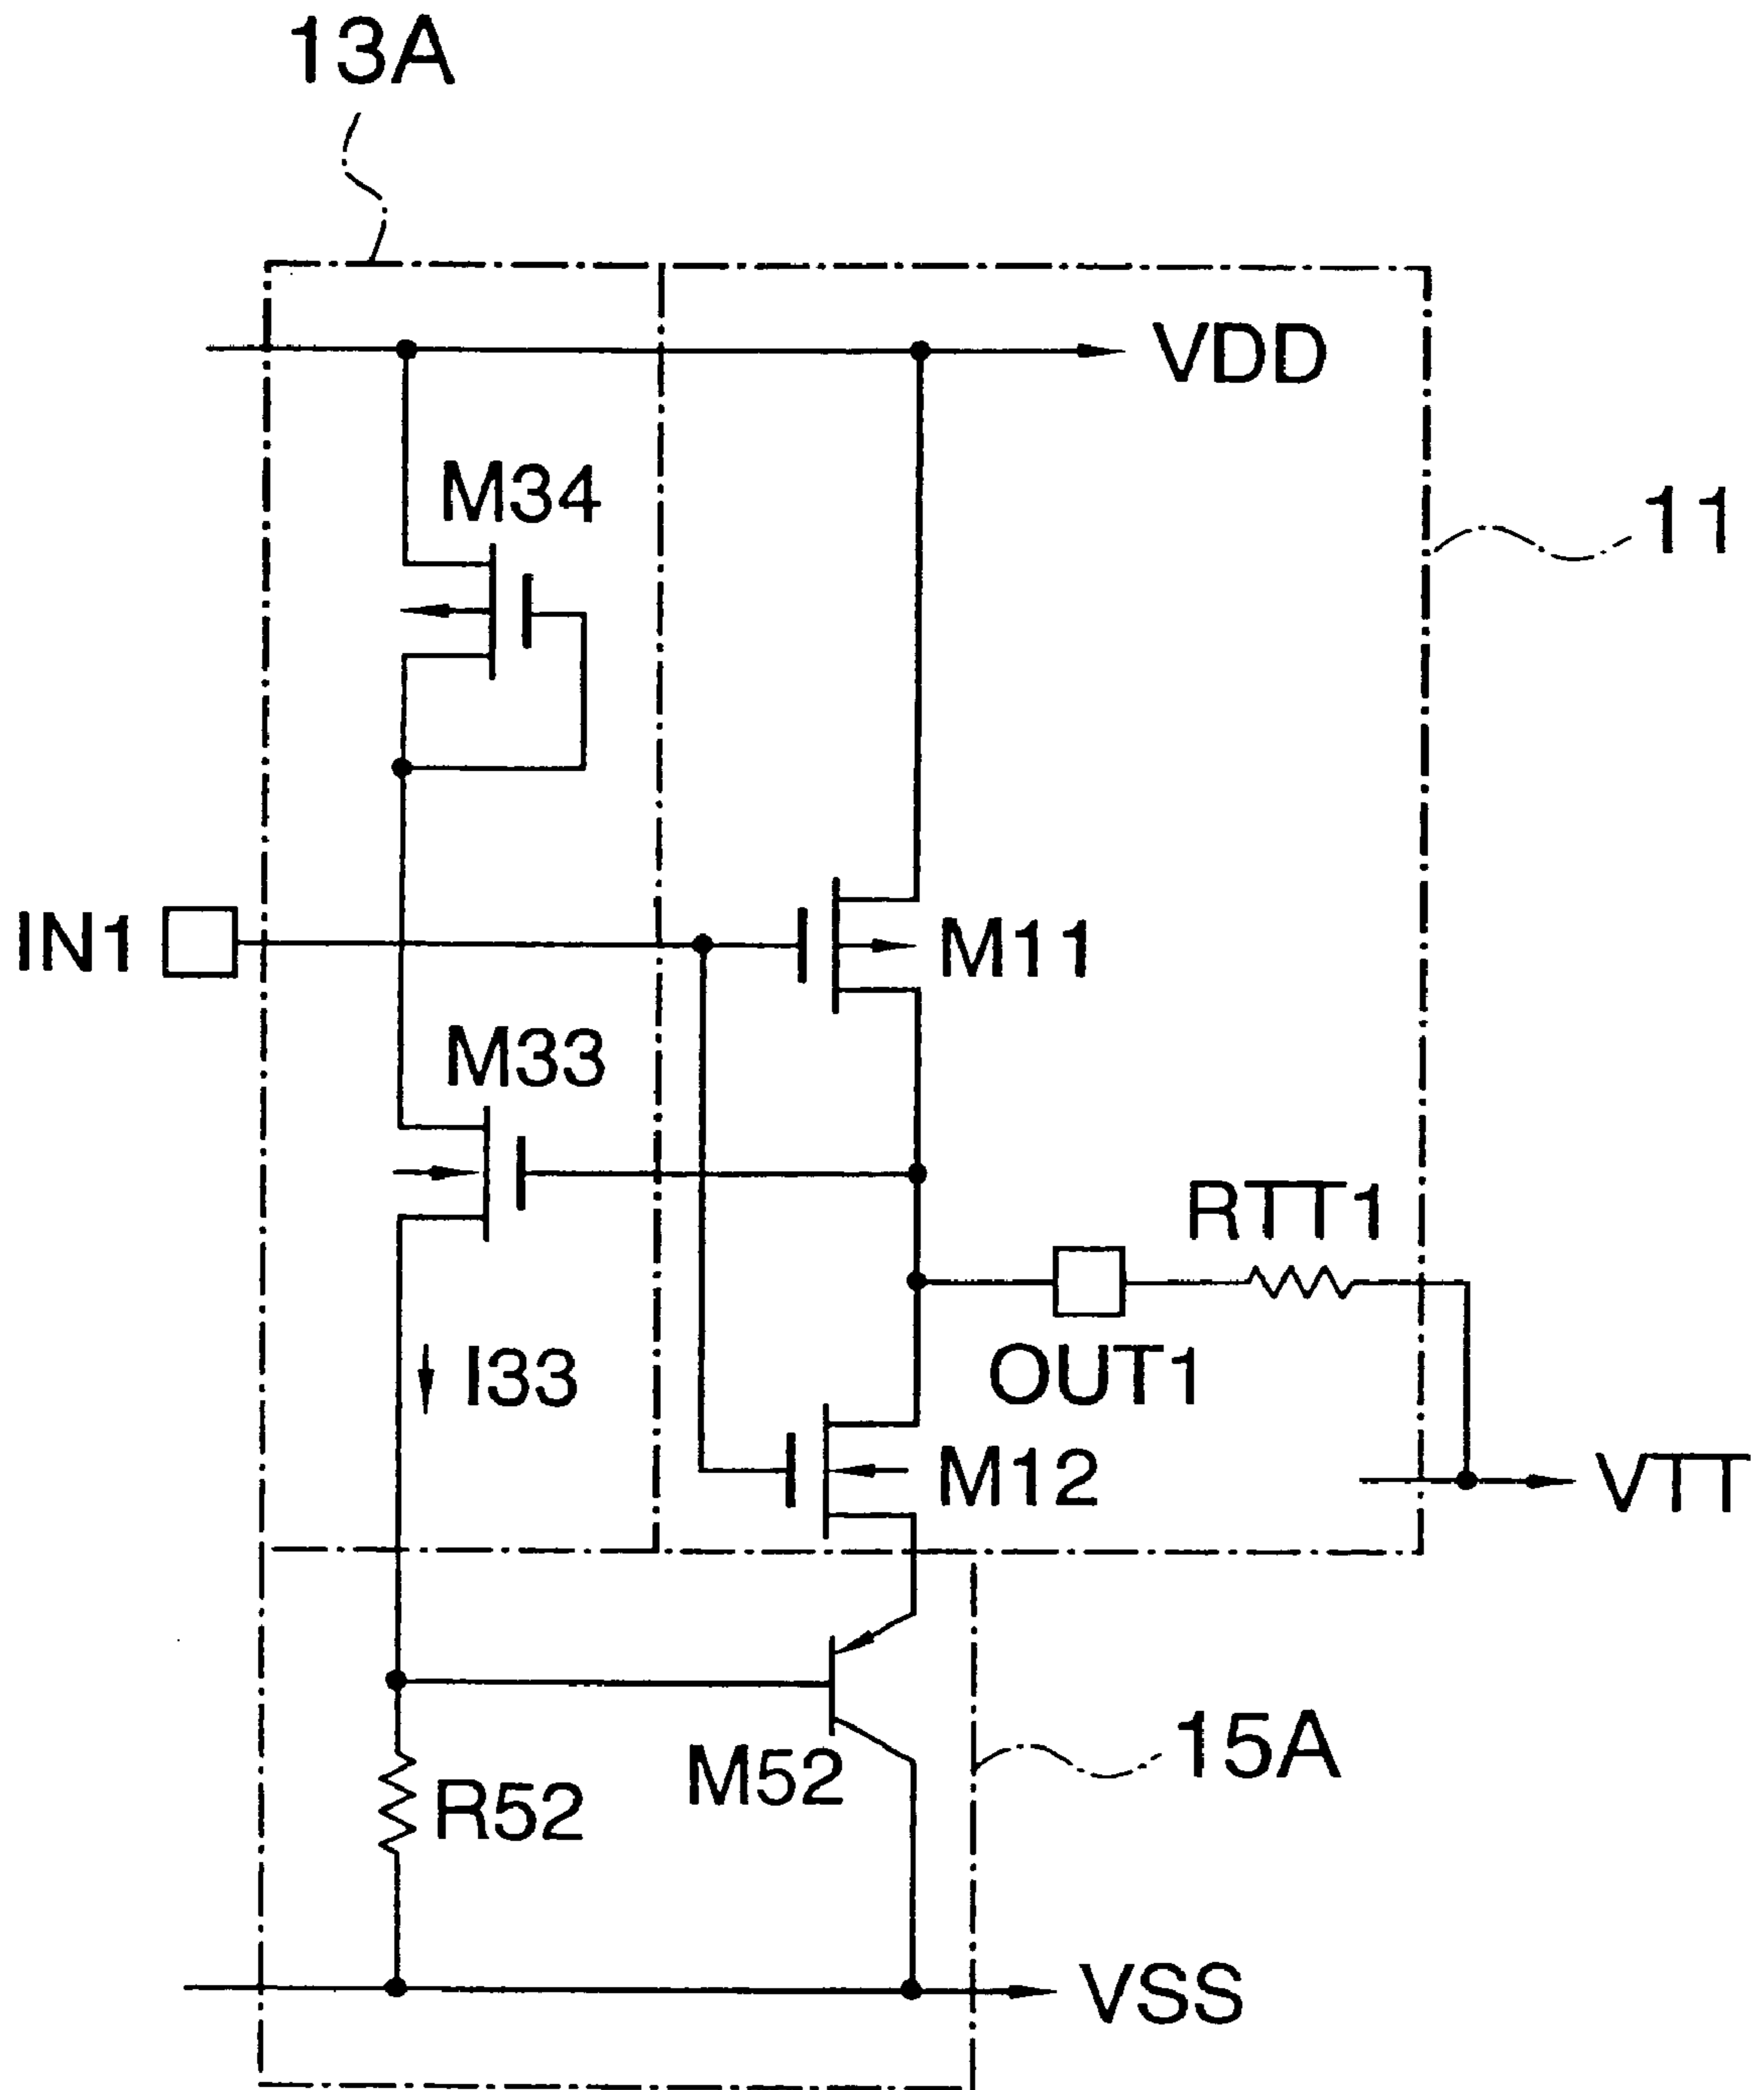 13A
VDD
M34
11
IN1
M11
M33
RTT1
I33
OUT1
M12
VTT
M52
15A
R52
VSS